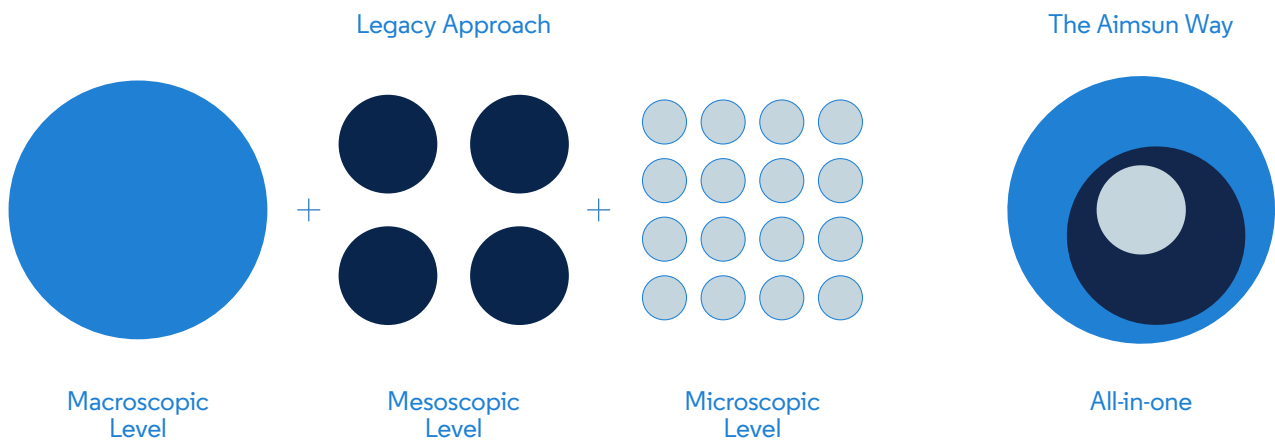 Legacy Approach
The Aimsun Way
+
+
Macroscopic
Level
Mesoscopic
Level
Microscopic
Level
All-in-one